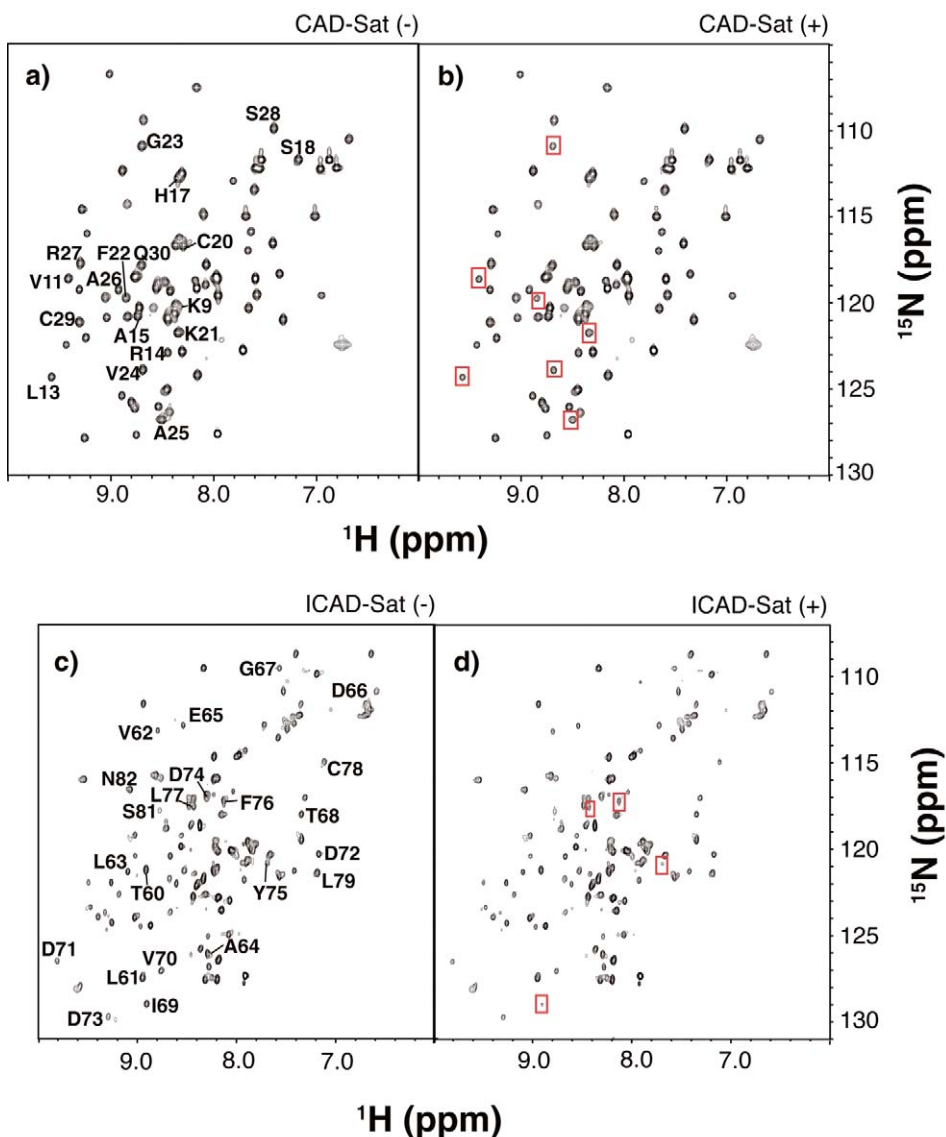 CAD-Sat (-)
CAD-Sat (+)
a)
b)
S28
G23
S18
H17
C20
R27
F22
Q30
V11
A26
K9
C29
A15
K21
R14
V24
L13
A25
110
115
120
125
130
9.0
8.0
7.0
9.0
8.0
7.0
15N (ppm)
1H (ppm)
ICAD-Sat (-)
ICAD-Sat (+)
c)
d)
G67
D66
E65
V62
C78
D74
N82
L77
F76
S81
T68
L63
D72
T60
Y75
L79
A64
V70
D71
L61
I69
D73
110
115
120
125
130
9.0
8.0
7.0
9.0
8.0
7.0
15N (ppm)
1H (ppm)